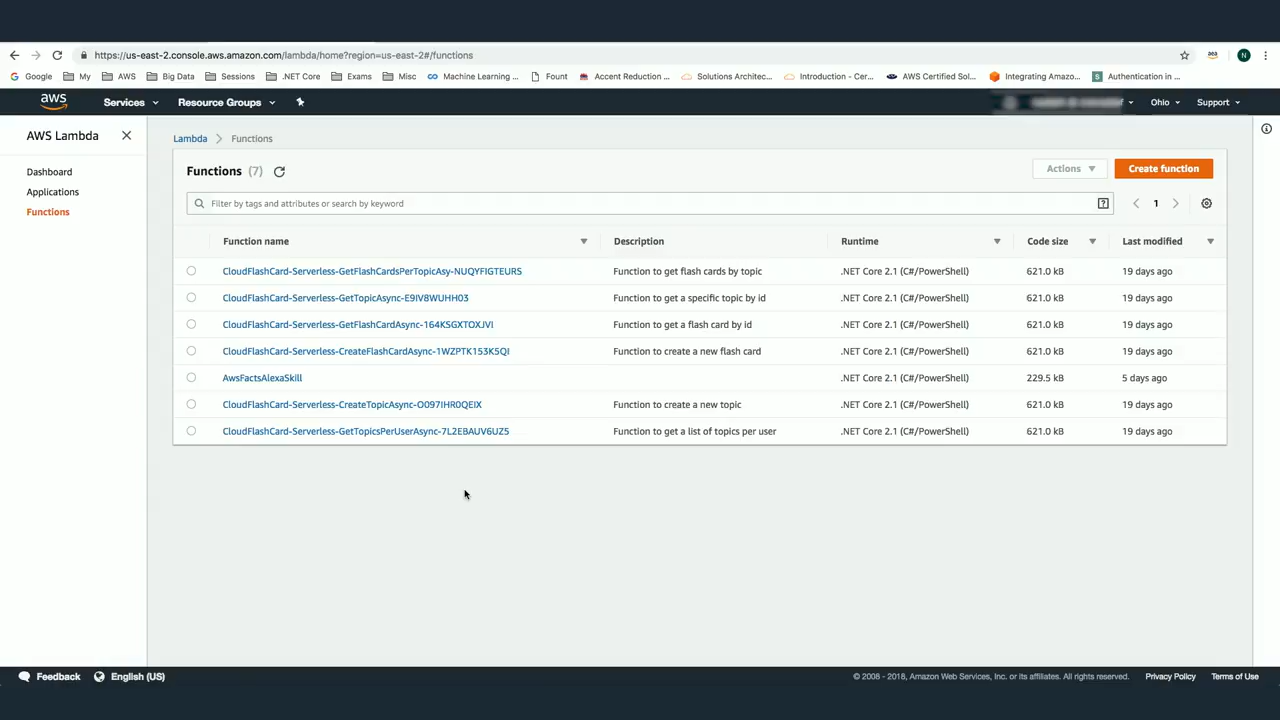 https://us-east-2.console.aws.amazon.com/lambda/home?region=us-east-2#/functions
aea
N
Google My AWS Big Data Sessions .NET Core Exams Misc Machine Learning ... Fount Accent Reduction ... Solutions Architec... Introduction - Cer... AWS Certified Sol... Integrating Amazo... Authentication in ...
aws Services Resource Groups Ohio Support
AWS Lambda
Dashboard
Applications
Functions
Lambda > Functions
Functions (7)
Actions Create function
Filter by tags and attributes or search by keyword
1
Function name Description Runtime Code size Last modified
CloudFlashCard-Serverless-GetFlashCardsPerTopicAsy-NUQYFIGTEURS Function to get flash cards by topic .NET Core 2.1 (C#/PowerShell) 621.0 kB 19 days ago
CloudFlashCard-Serverless-GetTopicAsync-E9IV8WUHH03 Function to get a specific topic by id .NET Core 2.1 (C#/PowerShell) 621.0 kB 19 days ago
CloudFlashCard-Serverless-GetFlashCardAsync-164KSGXTOXJVI Function to get a flash card by id .NET Core 2.1 (C#/PowerShell) 621.0 kB 19 days ago
CloudFlashCard-Serverless-CreateFlashCardAsync-1WZPTK153K5QI Function to create a new flash card .NET Core 2.1 (C#/PowerShell) 621.0 kB 19 days ago
AwsFactsAlexaSkill .NET Core 2.1 (C#/PowerShell) 229.5 kB 5 days ago
CloudFlashCard-Serverless-CreateTopicAsync-O097IHR0QEIX Function to create a new topic .NET Core 2.1 (C#/PowerShell) 621.0 kB 19 days ago
CloudFlashCard-Serverless-GetTopicsPerUserAsync-7L2EBAUV6UZ5 Function to get a list of topics per user .NET Core 2.1 (C#/PowerShell) 621.0 kB 19 days ago
Feedback English (US) © 2008 - 2018, Amazon Web Services, Inc. or its affiliates. All rights reserved. Privacy Policy Terms of Use